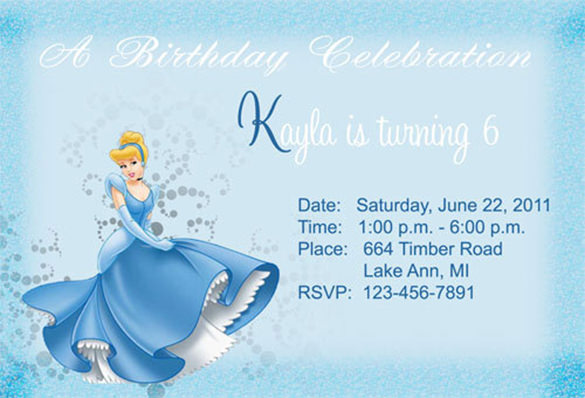 A Birthday Celebration
Kayla is turning 6
Date: Saturday, June 22, 2011
Time: 1:00 p.m. - 6:00 p.m.
Place: 664 Timber Road
Lake Ann, MI
RSVP: 123-456-7891